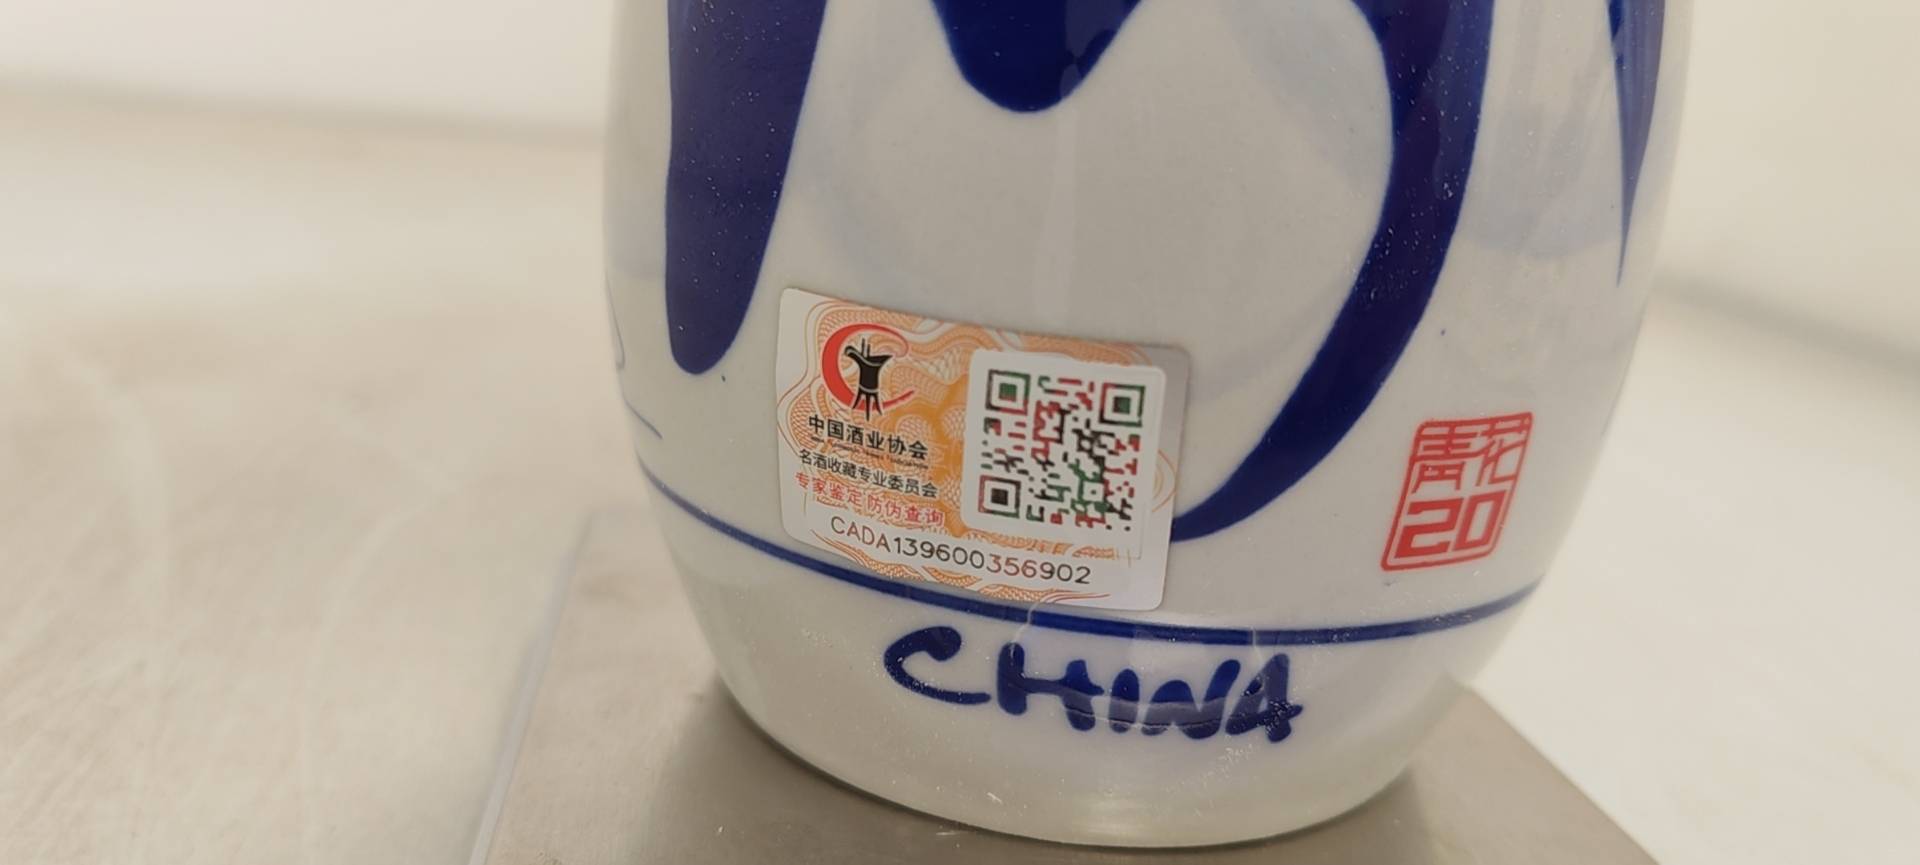 中国酒业协会
名酒收藏专业委员会
专家鉴定 防伪查询
CADA139600356902
青花
20
CHINA